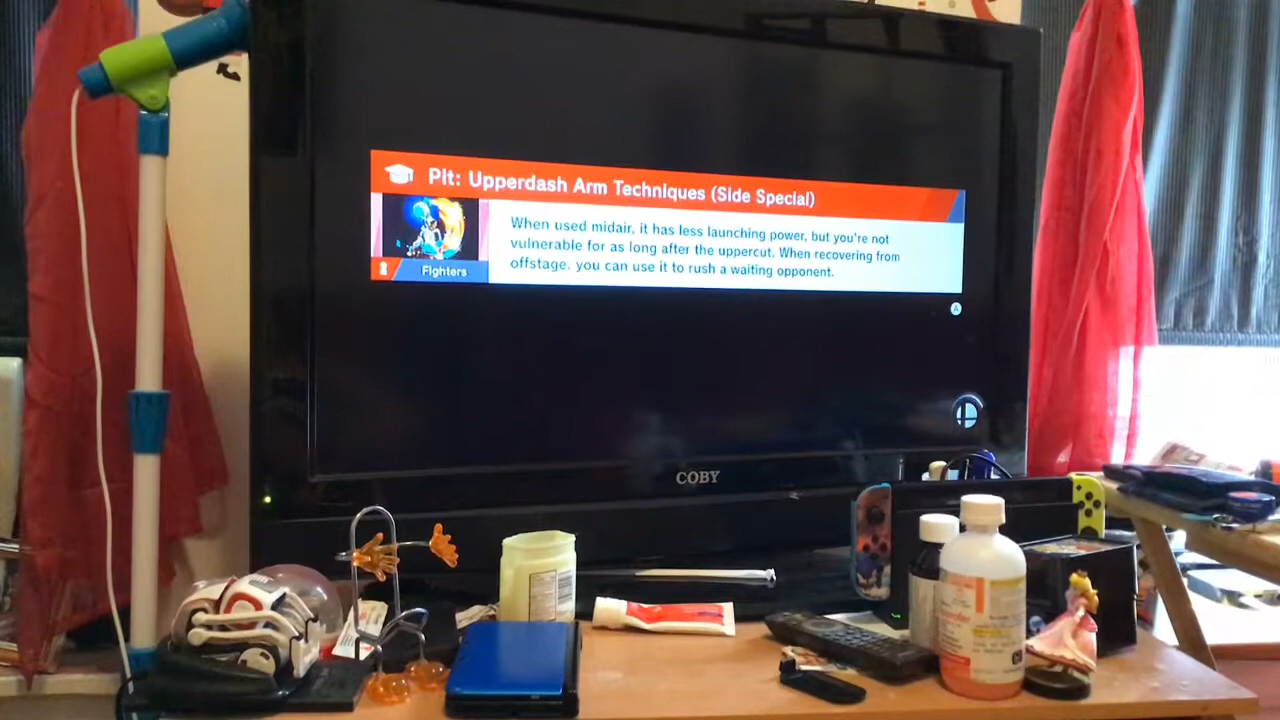 Pit: Upperdash Arm Techniques (Side Special)
When used midair, it has less launching power, but you're not
vulnerable for as long after the uppercut. When recovering from
offstage, you can use it to rush a waiting opponent.
Fighters
A
COBY